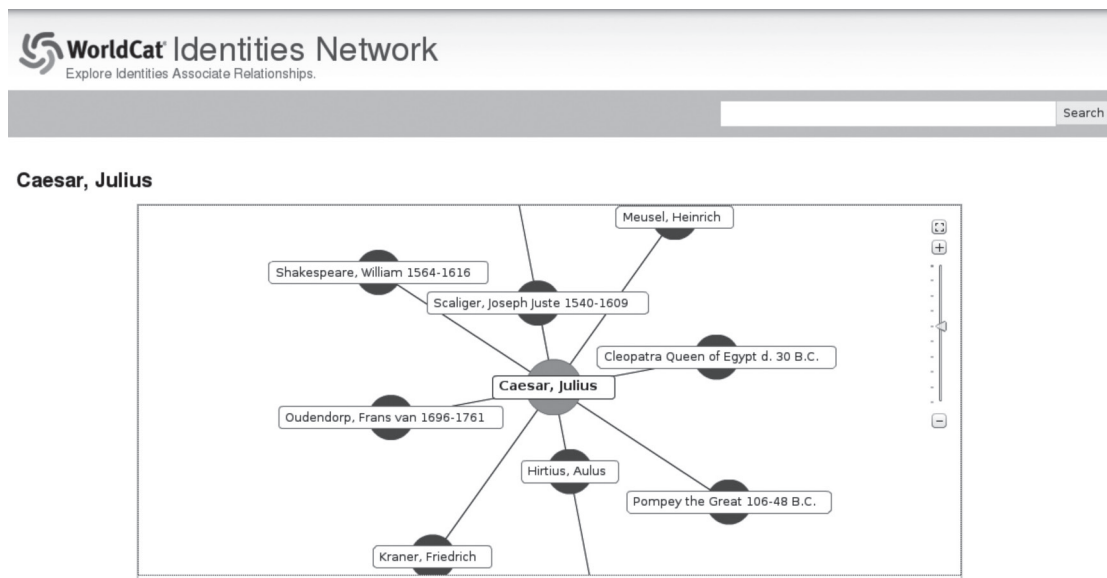 WorldCat® Identities Network
Explore Identities Associate Relationships.
Search
Caesar, Julius
Meusel, Heinrich
Shakespeare, William 1564-1616
Scaliger, Joseph Juste 1540-1609
Cleopatra Queen of Egypt d. 30 B.C.
Caesar, Julius
Oudendorp, Frans van 1696-1761
Hirtius, Aulus
Pompey the Great 106-48 B.C.
Kraner, Friedrich